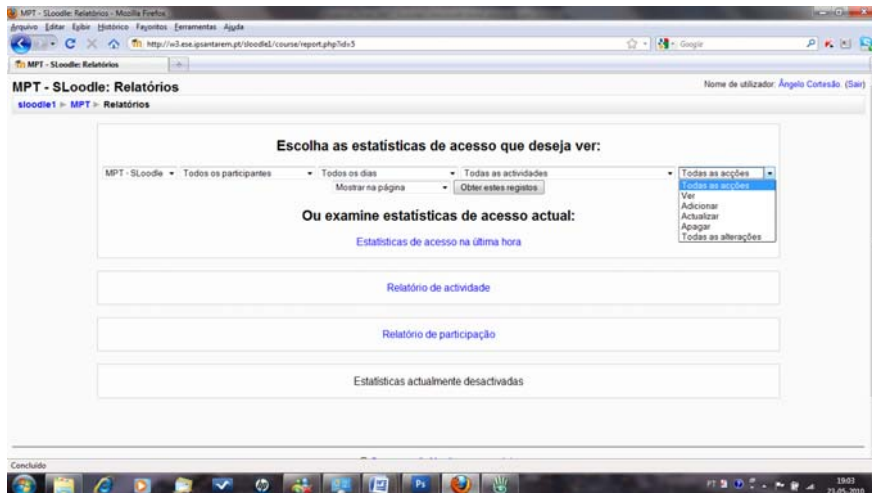 MPT - SLoodle: Relatórios - Mozilla Firefox
Arquivo Editar Exibir Histórico Favoritos Ferramentas Ajuda
http://w3.ese.ipsantarem.pt/sloodle1/course/report.php?id=5 Google
MPT - SLoodle: Relatórios
MPT - SLoodle: Relatórios Nome de utilizador: Ângelo Cortesão. (Sair)
sloodle1 ► MPT ► Relatórios
Escolha as estatísticas de acesso que deseja ver:
MPT - SLoodle Todos os participantes Todos os dias Todas as actividades Todas as acções
Mostrar na página Obter estes registos
Todas as acções
Ver
Adicionar
Actualizar
Apagar
Todas as alterações
Ou examine estatísticas de acesso actual:
Estatísticas de acesso na última hora
Relatório de actividade
Relatório de participação
Estatísticas actualmente desactivadas
Concluído
PT 19:03
21-05-2010